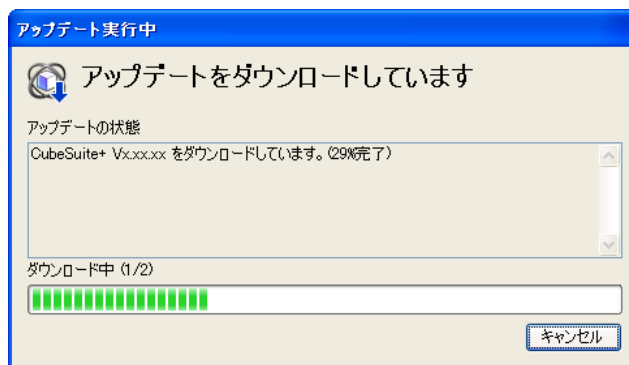 アップデート実行中
アップデートをダウンロードしています
アップデートの状態
CubeSuite+ Vx.xx.xx をダウンロードしています。(29%完了)
ダウンロード中 (1/2)
キャンセル